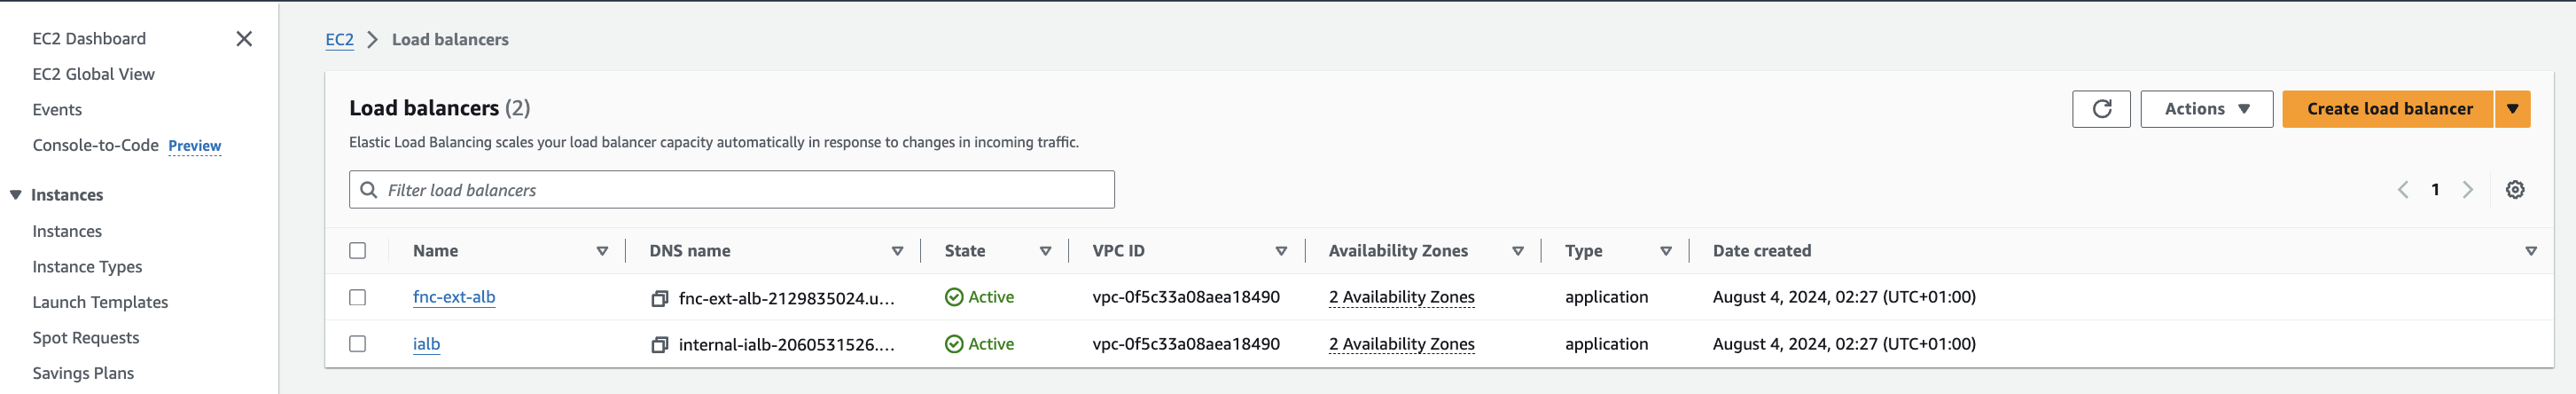 EC2 Dashboard
EC2 Global View
Events
Console-to-Code Preview
Instances
Instances
Instance Types
Launch Templates
Spot Requests
Savings Plans
EC2 > Load balancers
Load balancers (2)
Actions
Create load balancer
Elastic Load Balancing scales your load balancer capacity automatically in response to changes in incoming traffic.
Filter load balancers
1
Name DNS name State VPC ID Availability Zones Type Date created
fnc-ext-alb fnc-ext-alb-2129835024.u... Active vpc-0f5c33a08aea18490 2 Availability Zones application August 4, 2024, 02:27 (UTC+01:00)
ialb internal-ialb-2060531526.... Active vpc-0f5c33a08aea18490 2 Availability Zones application August 4, 2024, 02:27 (UTC+01:00)